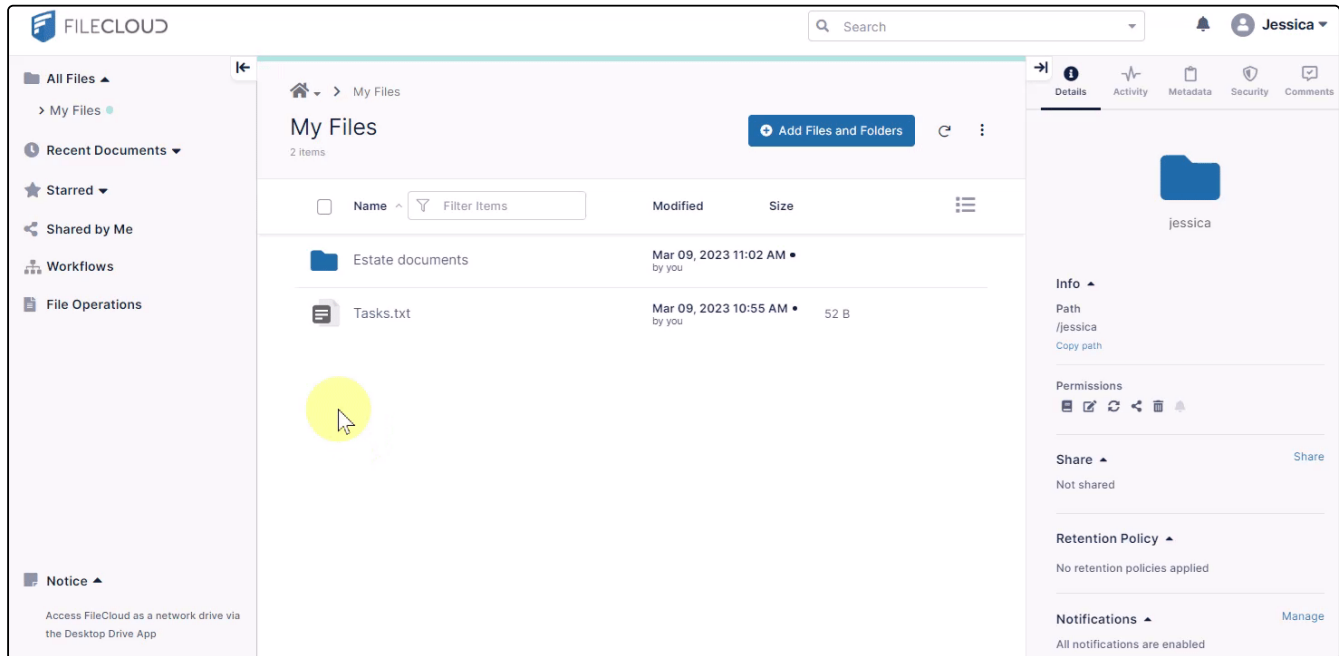 FILECLOUD
Search
Jessica
All Files
My Files
Recent Documents
Starred
Shared by Me
Workflows
File Operations
Notice
Access FileCloud as a network drive via
the Desktop Drive App
My Files
My Files
2 items
Add Files and Folders
Name Filter Items Modified Size
Estate documents Mar 09, 2023 11:02 AM
by you
Tasks.txt Mar 09, 2023 10:55 AM 52 B
by you
Details Activity Metadata Security Comments
jessica
Info
Path
/jessica
Copy path
Permissions
Share Share
Not shared
Retention Policy
No retention policies applied
Notifications Manage
All notifications are enabled